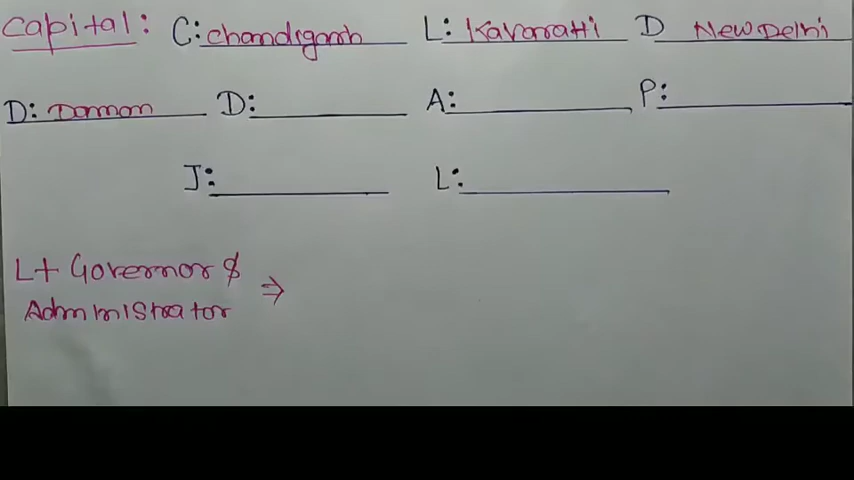 Capital: C: chandigarh L: Kavaratti D New Delhi
D: Daman D: A: P:
J: L:
Lt Governor &
Administrator ⇒